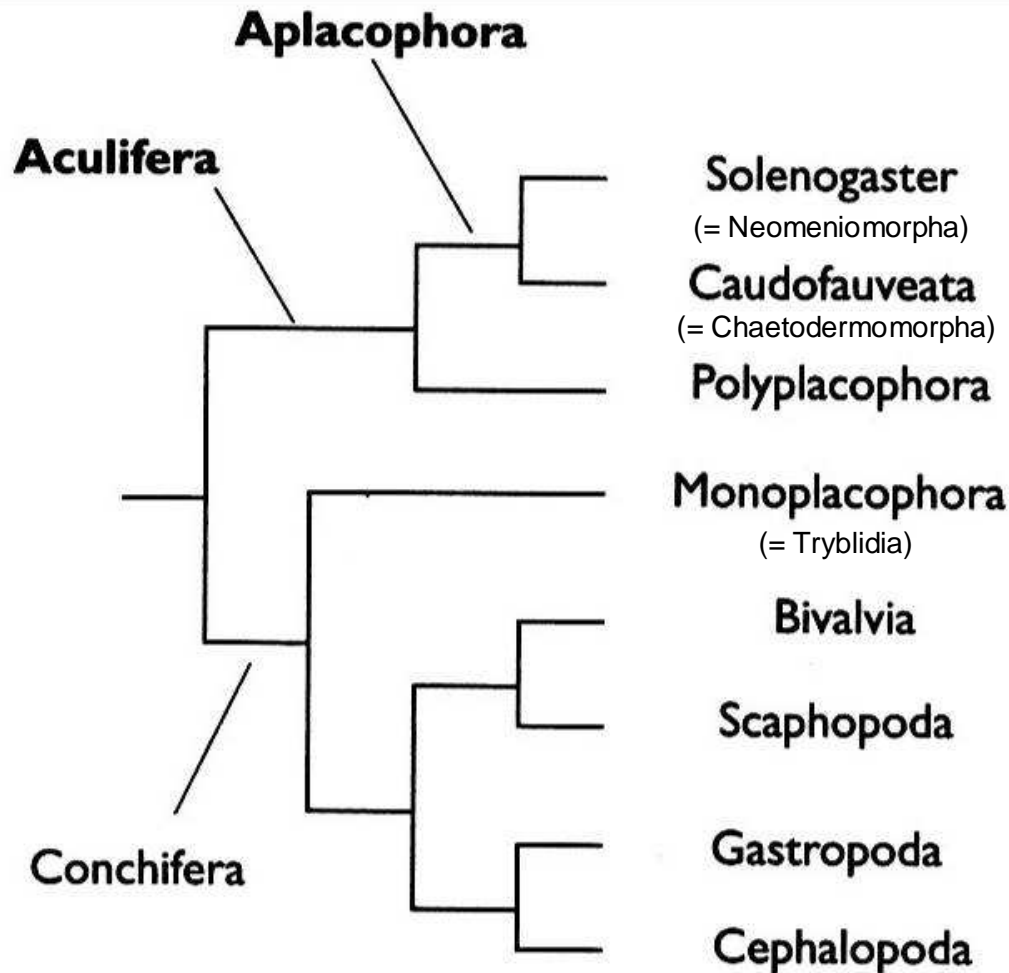 Aplacophora
Aculifera
Solenogaster
(= Neomeniomorpha)
Caudofauveata
(= Chaetodermomorpha)
Polyplacophora
Monoplacophora
(= Tryblidia)
Bivalvia
Scaphopoda
Gastropoda
Conchifera
Cephalopoda